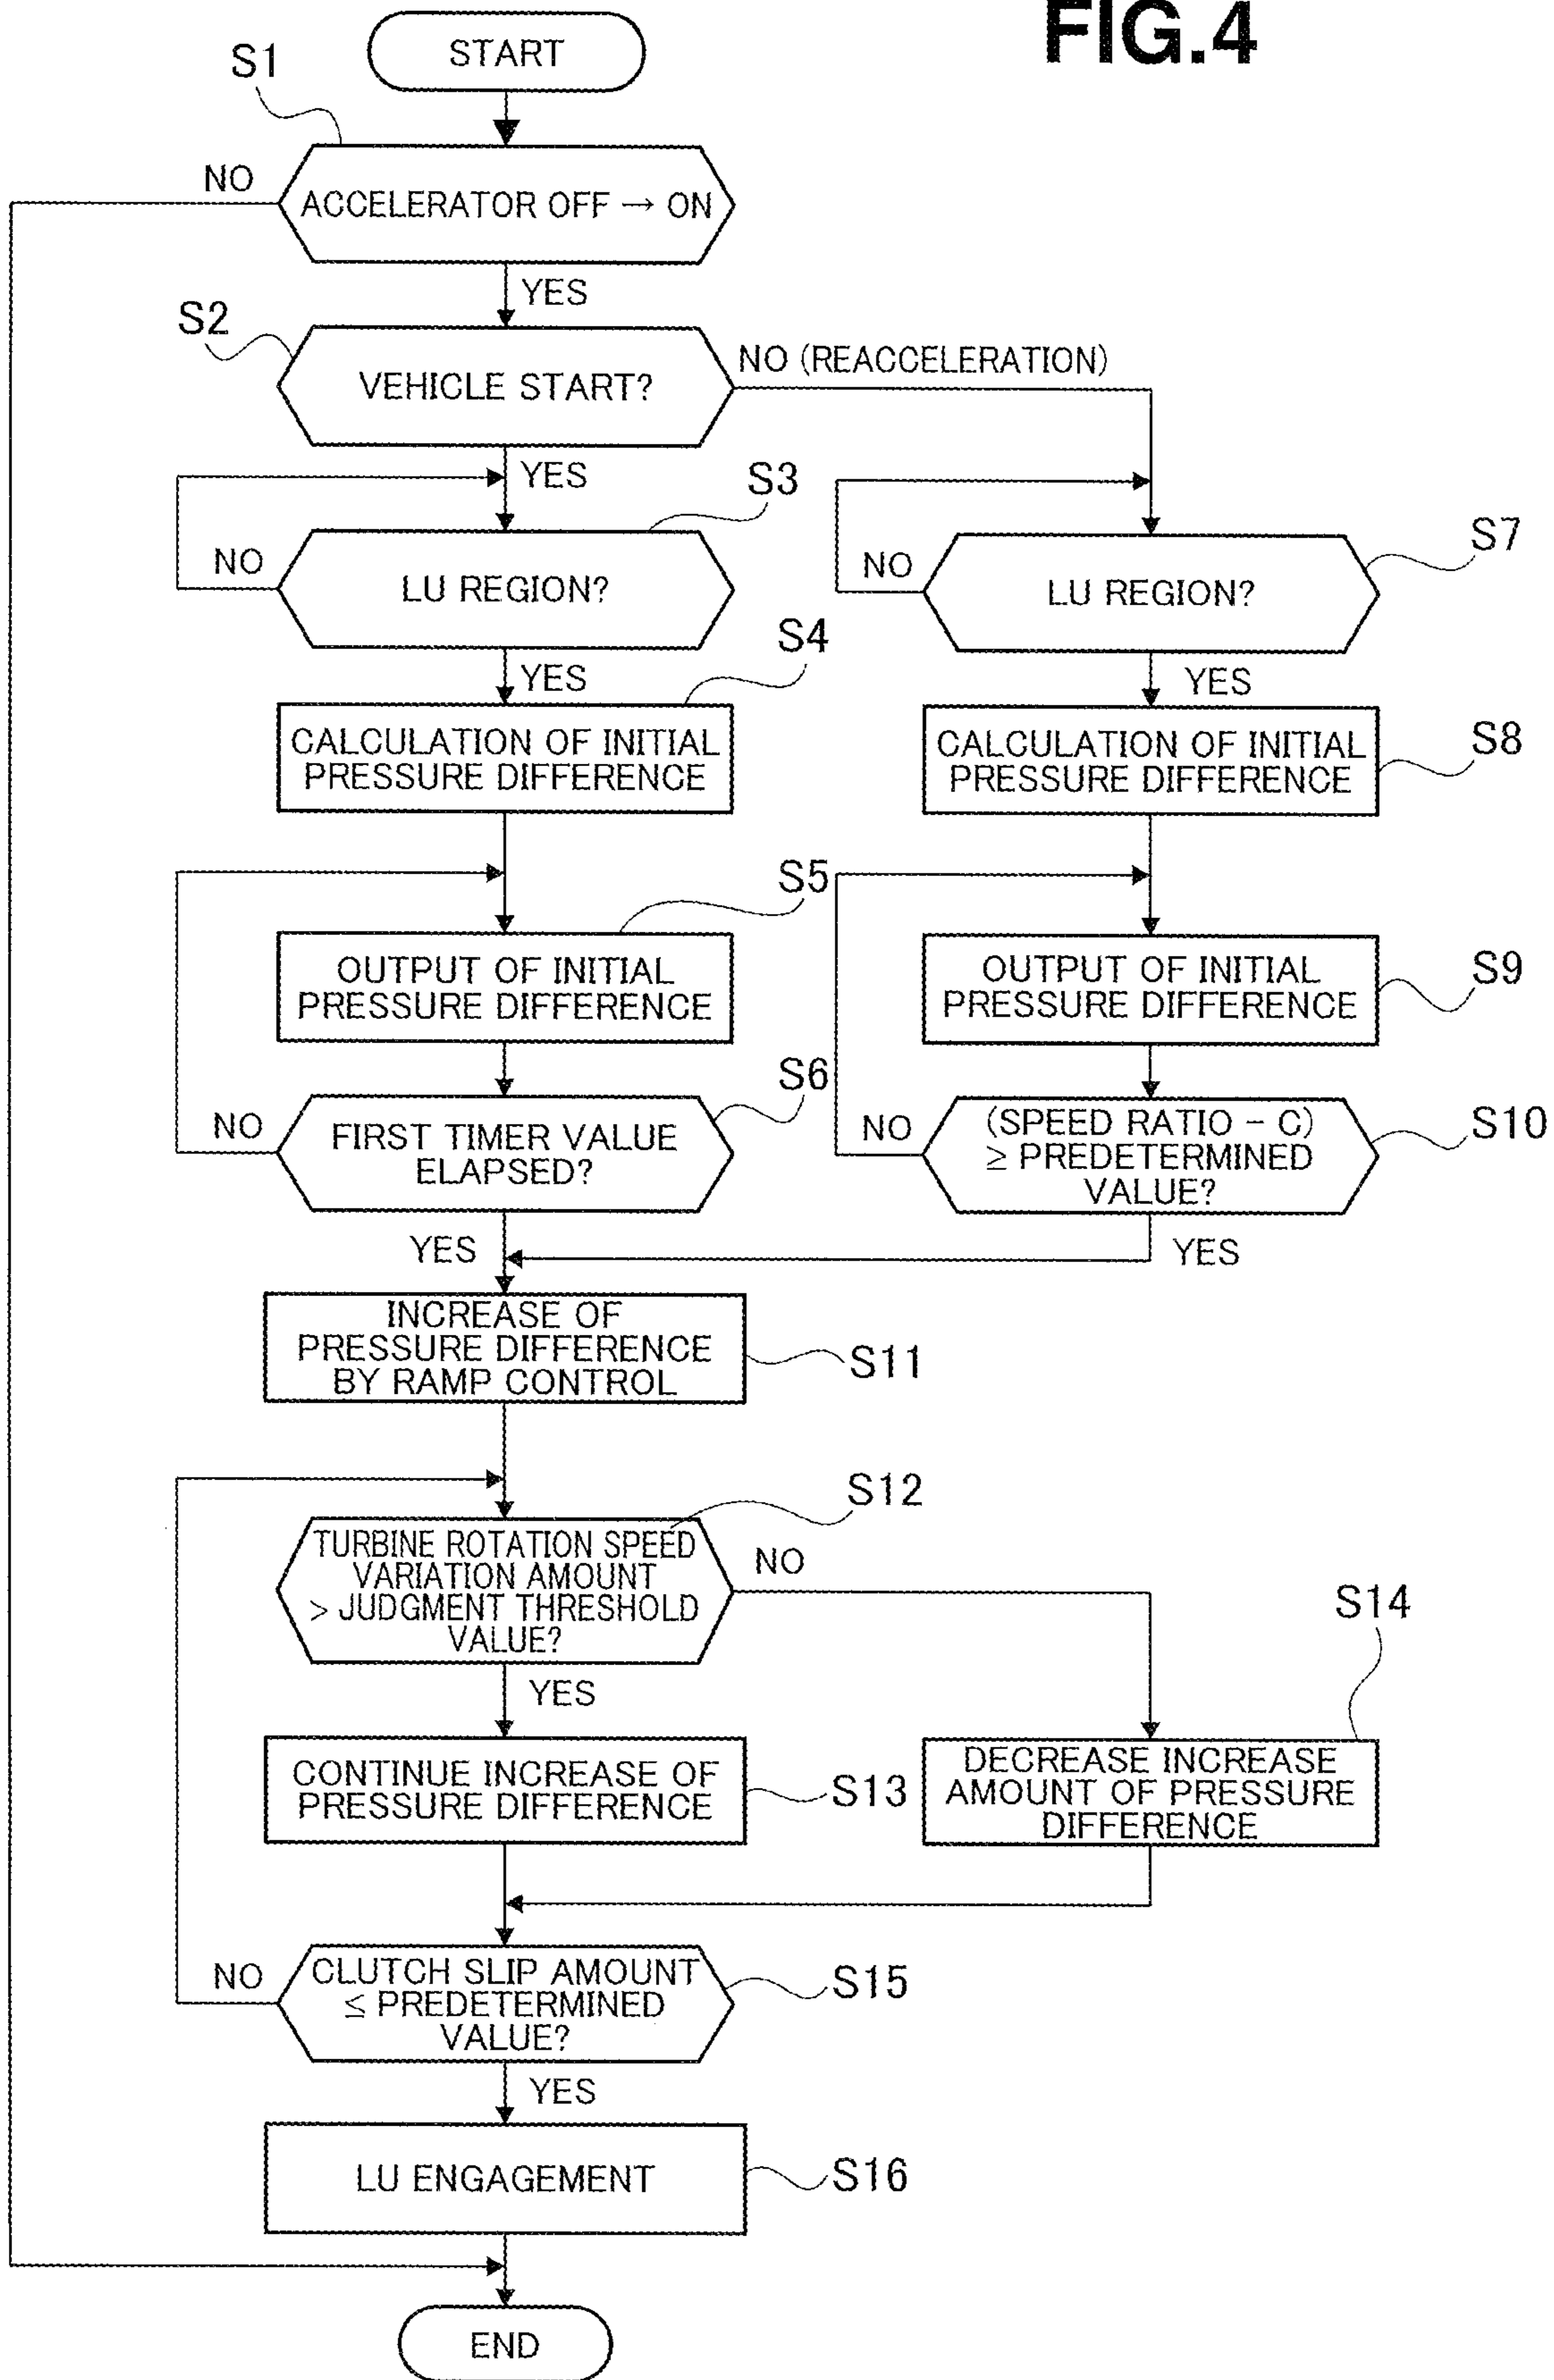 FIG.4
START
S1
NO
ACCELERATOR OFF → ON
YES
S2
VEHICLE START?
NO (REACCELERATION)
YES
S3
NO
LU REGION?
S7
NO
LU REGION?
S4
YES
YES
CALCULATION OF INITIAL
PRESSURE DIFFERENCE
S8
CALCULATION OF INITIAL
PRESSURE DIFFERENCE
S5
OUTPUT OF INITIAL
PRESSURE DIFFERENCE
S9
OUTPUT OF INITIAL
PRESSURE DIFFERENCE
S6
NO
FIRST TIMER VALUE
ELAPSED?
S10
NO
(SPEED RATIO - C)
≥ PREDETERMINED
VALUE?
YES
YES
INCREASE OF
PRESSURE DIFFERENCE
BY RAMP CONTROL
S11
S12
TURBINE ROTATION SPEED
VARIATION AMOUNT
> JUDGMENT THRESHOLD
VALUE?
NO
S14
YES
CONTINUE INCREASE OF
PRESSURE DIFFERENCE
S13
DECREASE INCREASE
AMOUNT OF PRESSURE
DIFFERENCE
NO
CLUTCH SLIP AMOUNT
≤ PREDETERMINED
VALUE?
S15
YES
LU ENGAGEMENT
S16
END